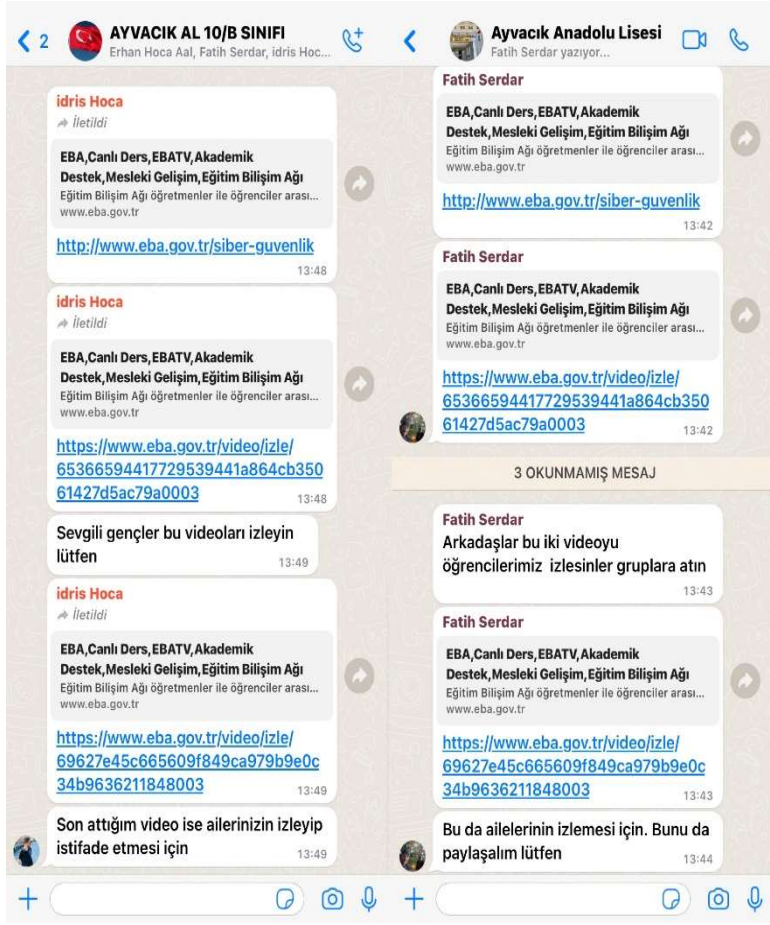 2
AYVACIK AL 10/B SINIFI
Erhan Hoca Aal, Fatih Serdar, idris Hoc...
idris Hoca
İletildi
EBA,Canlı Ders,EBATV,Akademik
Destek,Mesleki Gelişim,Eğitim Bilişim Ağı
Eğitim Bilişim Ağı öğretmenler ile öğrenciler arası...
www.eba.gov.tr
http://www.eba.gov.tr/siber-guvenlik
13:48
idris Hoca
İletildi
EBA,Canlı Ders,EBATV,Akademik
Destek,Mesleki Gelişim,Eğitim Bilişim Ağı
Eğitim Bilişim Ağı öğretmenler ile öğrenciler arası...
www.eba.gov.tr
https://www.eba.gov.tr/video/izle/
65366594417729539441a864cb350
61427d5ac79a0003
13:48
Sevgili gençler bu videoları izleyin
lütfen
13:49
idris Hoca
İletildi
EBA,Canlı Ders,EBATV,Akademik
Destek,Mesleki Gelişim,Eğitim Bilişim Ağı
Eğitim Bilişim Ağı öğretmenler ile öğrenciler arası...
www.eba.gov.tr
https://www.eba.gov.tr/video/izle/
69627e45c665609f849ca979b9e0c
34b9636211848003
13:49
Son attığım video ise ailerinizin izleyip
istifade etmesi için
13:49
Ayvacık Anadolu Lisesi
Fatih Serdar yazıyor...
Fatih Serdar
EBA,Canlı Ders,EBATV,Akademik
Destek,Mesleki Gelişim,Eğitim Bilişim Ağı
Eğitim Bilişim Ağı öğretmenler ile öğrenciler arası...
www.eba.gov.tr
http://www.eba.gov.tr/siber-guvenlik
13:42
Fatih Serdar
EBA,Canlı Ders,EBATV,Akademik
Destek,Mesleki Gelişim,Eğitim Bilişim Ağı
Eğitim Bilişim Ağı öğretmenler ile öğrenciler arası...
www.eba.gov.tr
https://www.eba.gov.tr/video/izle/
65366594417729539441a864cb350
61427d5ac79a0003
13:42
3 OKUNMAMIŞ MESAJ
Fatih Serdar
Arkadaşlar bu iki videoyu
öğrencilerimiz izlesinler gruplara atın
13:43
Fatih Serdar
EBA,Canlı Ders,EBATV,Akademik
Destek,Mesleki Gelişim,Eğitim Bilişim Ağı
Eğitim Bilişim Ağı öğretmenler ile öğrenciler arası...
www.eba.gov.tr
https://www.eba.gov.tr/video/izle/
69627e45c665609f849ca979b9e0c
34b9636211848003
13:43
Bu da ailelerinin izlemesi için. Bunu da
paylaşalım lütfen
13:44